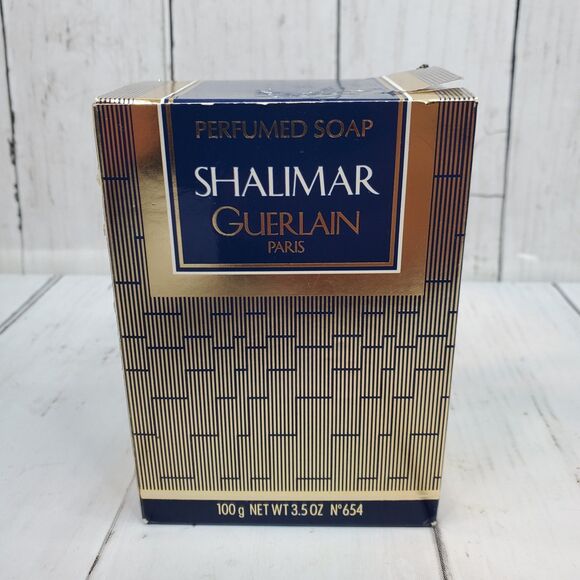 PERFUMED SOAP
SHALIMAR
GUERLAIN
PARIS
100 g NET WT 3.5 OZ N°654